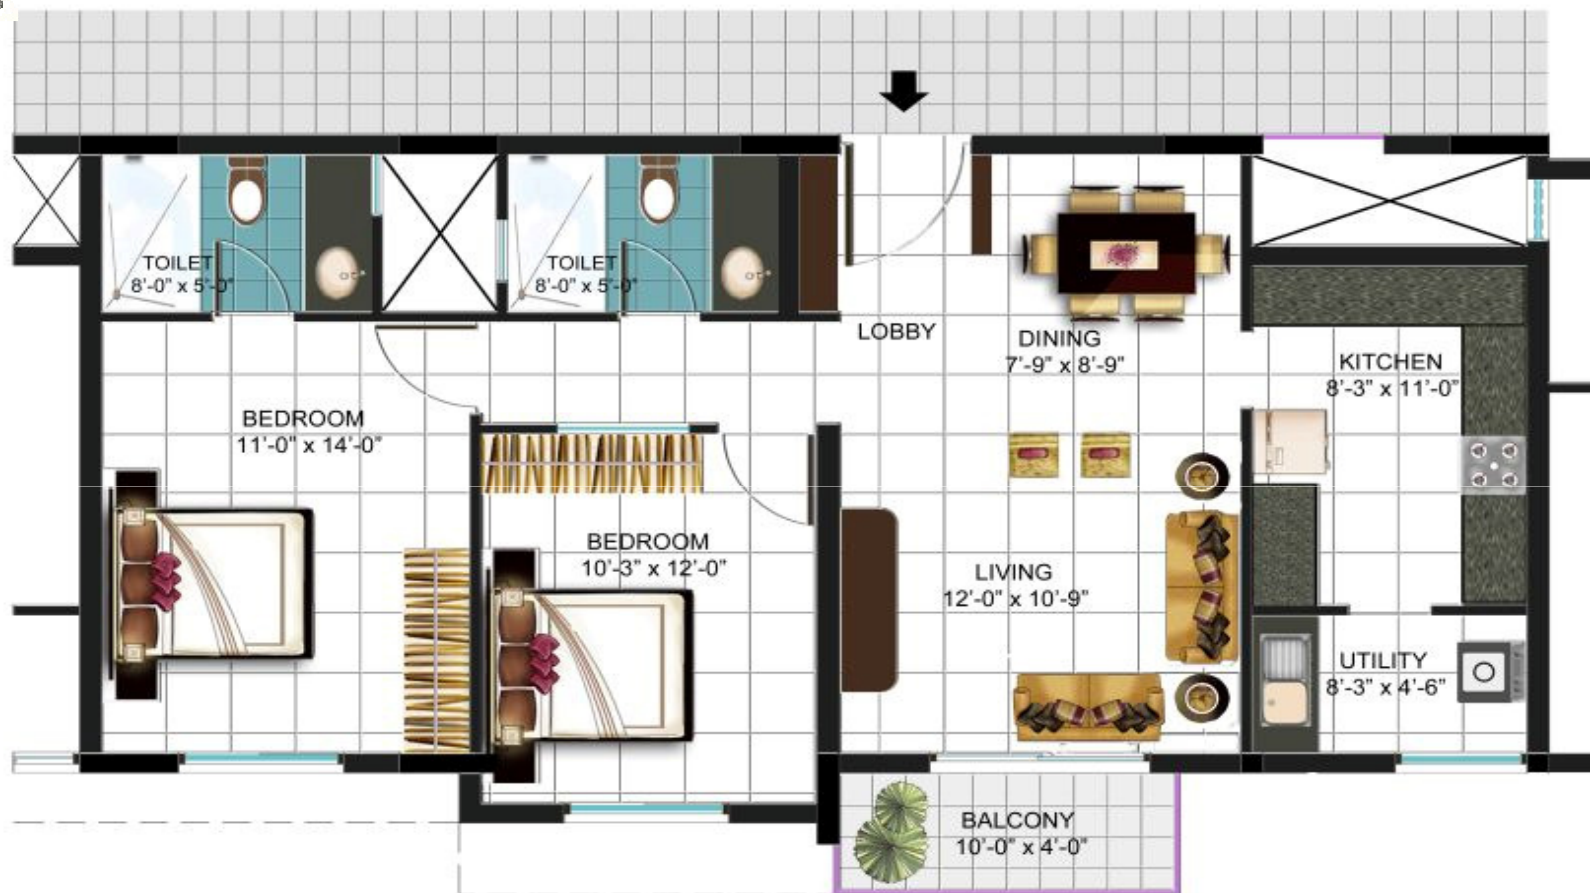 TOILET
8'-0" x 5'-0"
TOILET
8'-0" x 5'-0"
LOBBY
DINING
7'-9" x 8'-9"
KITCHEN
8'-3" x 11'-0"
BEDROOM
11'-0" x 14'-0"
BEDROOM
10'-3" x 12'-0"
LIVING
12'-0" x 10'-9"
UTILITY
8'-3" x 4'-6"
BALCONY
10'-0" x 4'-0"